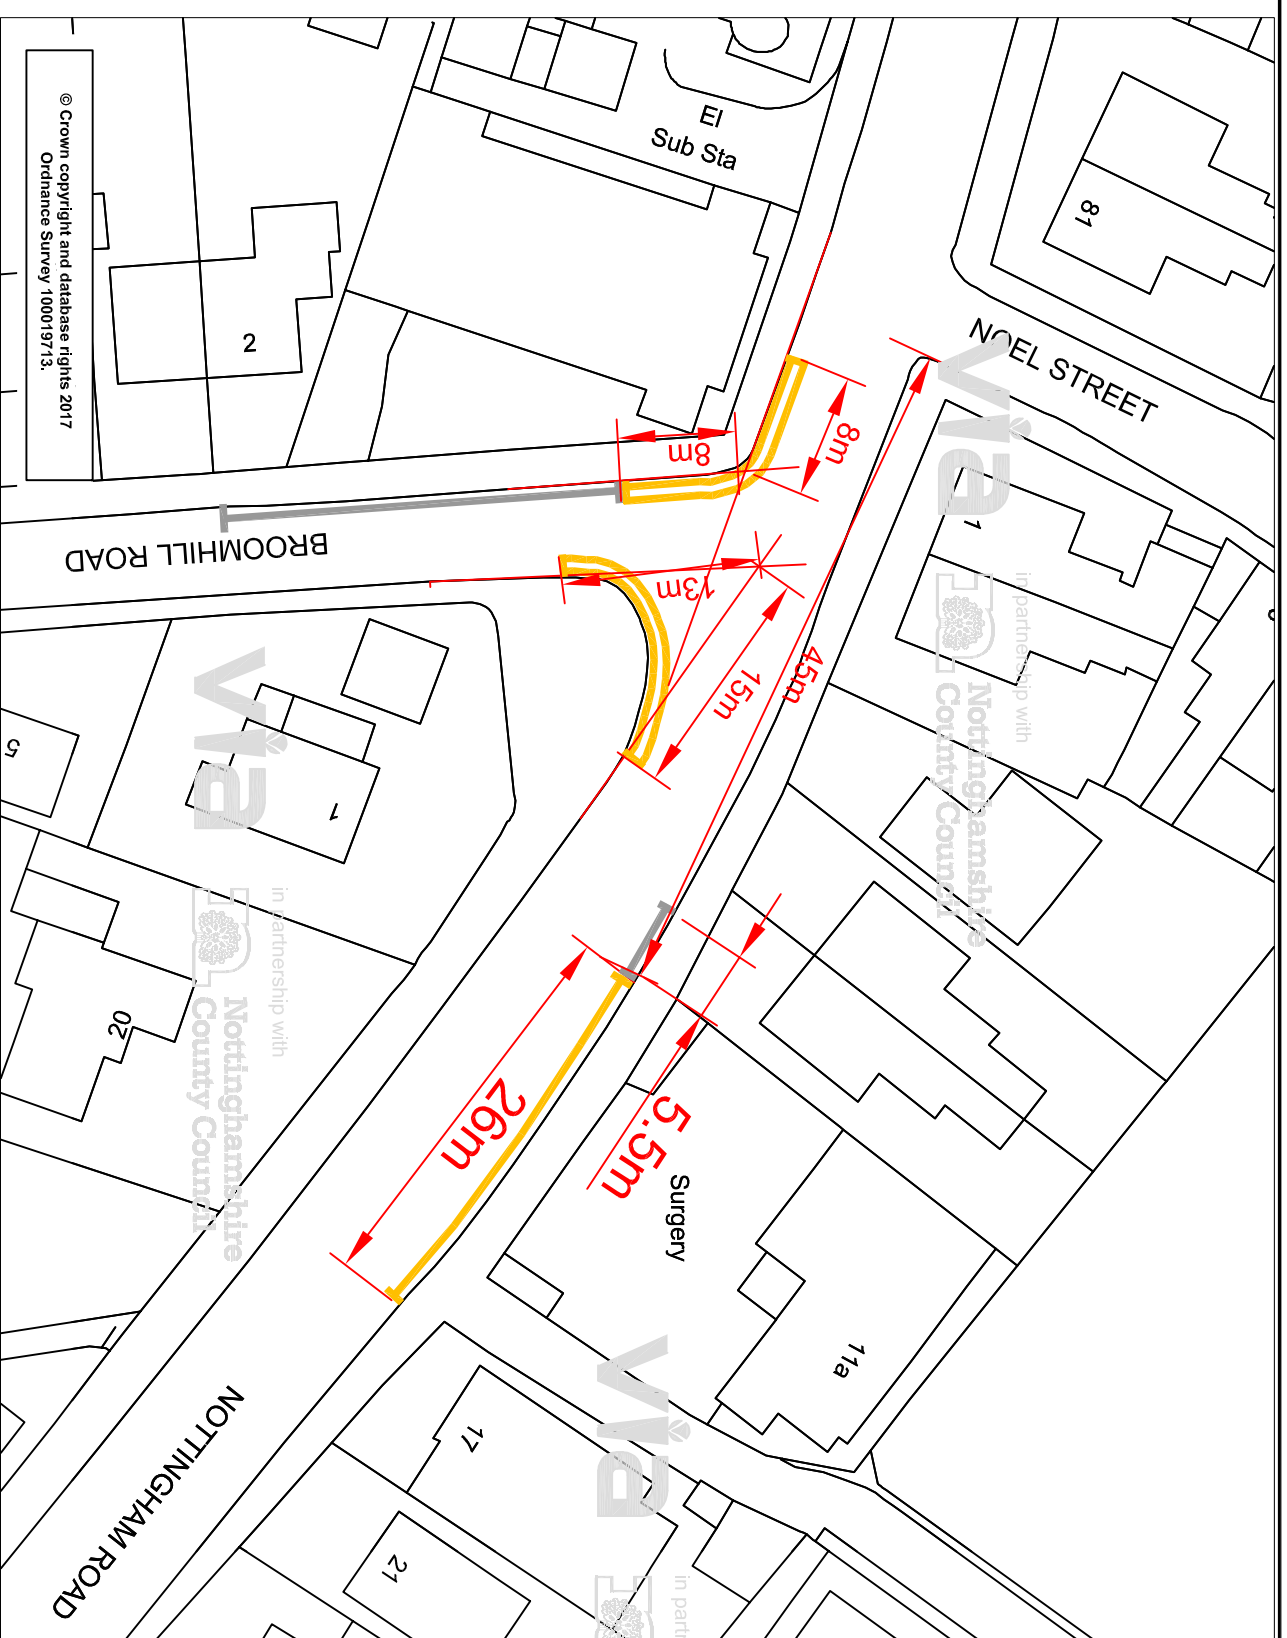 El
Sub Sta
81
NOEL STREET
© Crown copyright and database rights 2017
Ordnance Survey 100019713.
2
8m
8m
via
in partnership with
Nottinghamshire
County Council
1
BROOMHILL ROAD
13m
15m
45m
via
in partnership with
Nottinghamshire
County Council
5
1
20
26m
5.5m
Surgery
11a
via
in partn
17
21
NOTTINGHAM ROAD